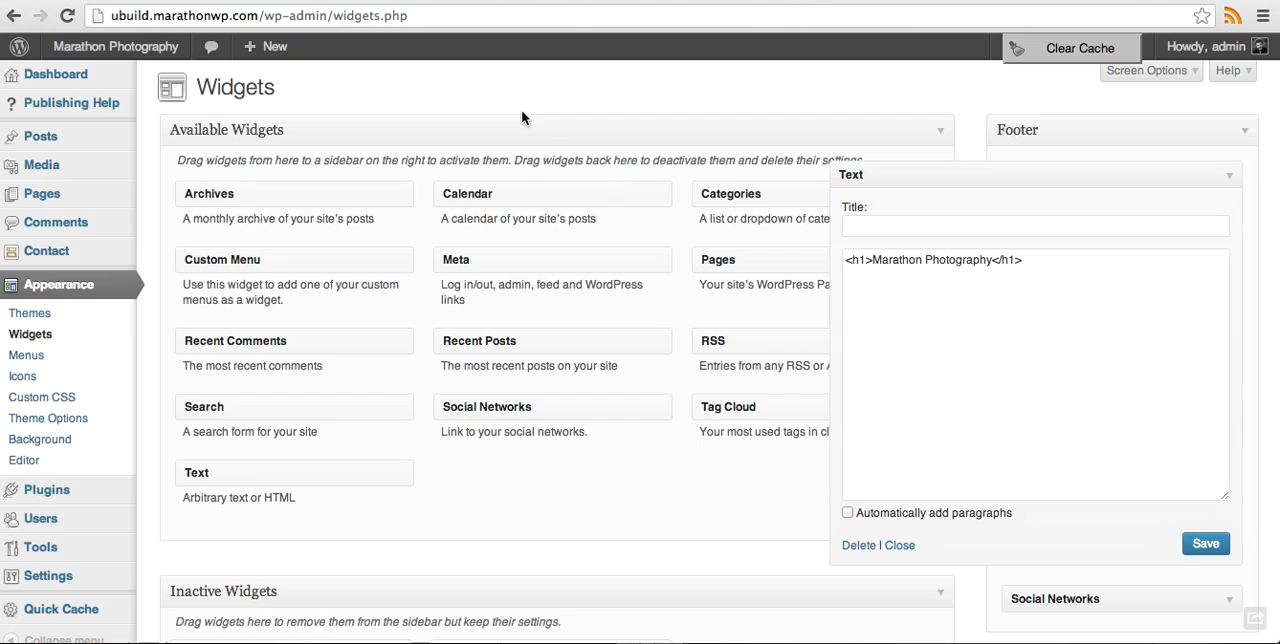 ubuild.marathonwp.com/wp-admin/widgets.php
Marathon Photography
New
Clear Cache
Howdy, admin
Dashboard
Publishing Help
Posts
Media
Pages
Comments
Contact
Appearance
Themes
Widgets
Menus
Icons
Custom CSS
Theme Options
Background
Editor
Plugins
Users
Tools
Settings
Quick Cache
Collapse menu
Screen Options
Help
Widgets
Available Widgets
Drag widgets from here to a sidebar on the right to activate them. Drag widgets back here to deactivate them and delete their settings.
Archives
A monthly archive of your site's posts
Calendar
A calendar of your site's posts
Categories
A list or dropdown of cate
Custom Menu
Use this widget to add one of your custom
menus as a widget.
Meta
Log in/out, admin, feed and WordPress
links
Pages
Your site's WordPress Pa
Recent Comments
The most recent comments
Recent Posts
The most recent posts on your site
RSS
Entries from any RSS or
Search
A search form for your site
Social Networks
Link to your social networks.
Tag Cloud
Your most used tags in cl
Text
Arbitrary text or HTML
Inactive Widgets
Drag widgets here to remove them from the sidebar but keep their settings.
Footer
Text
Title:
<h1>Marathon Photography</h1>
Automatically add paragraphs
Delete | Close
Save
Social Networks